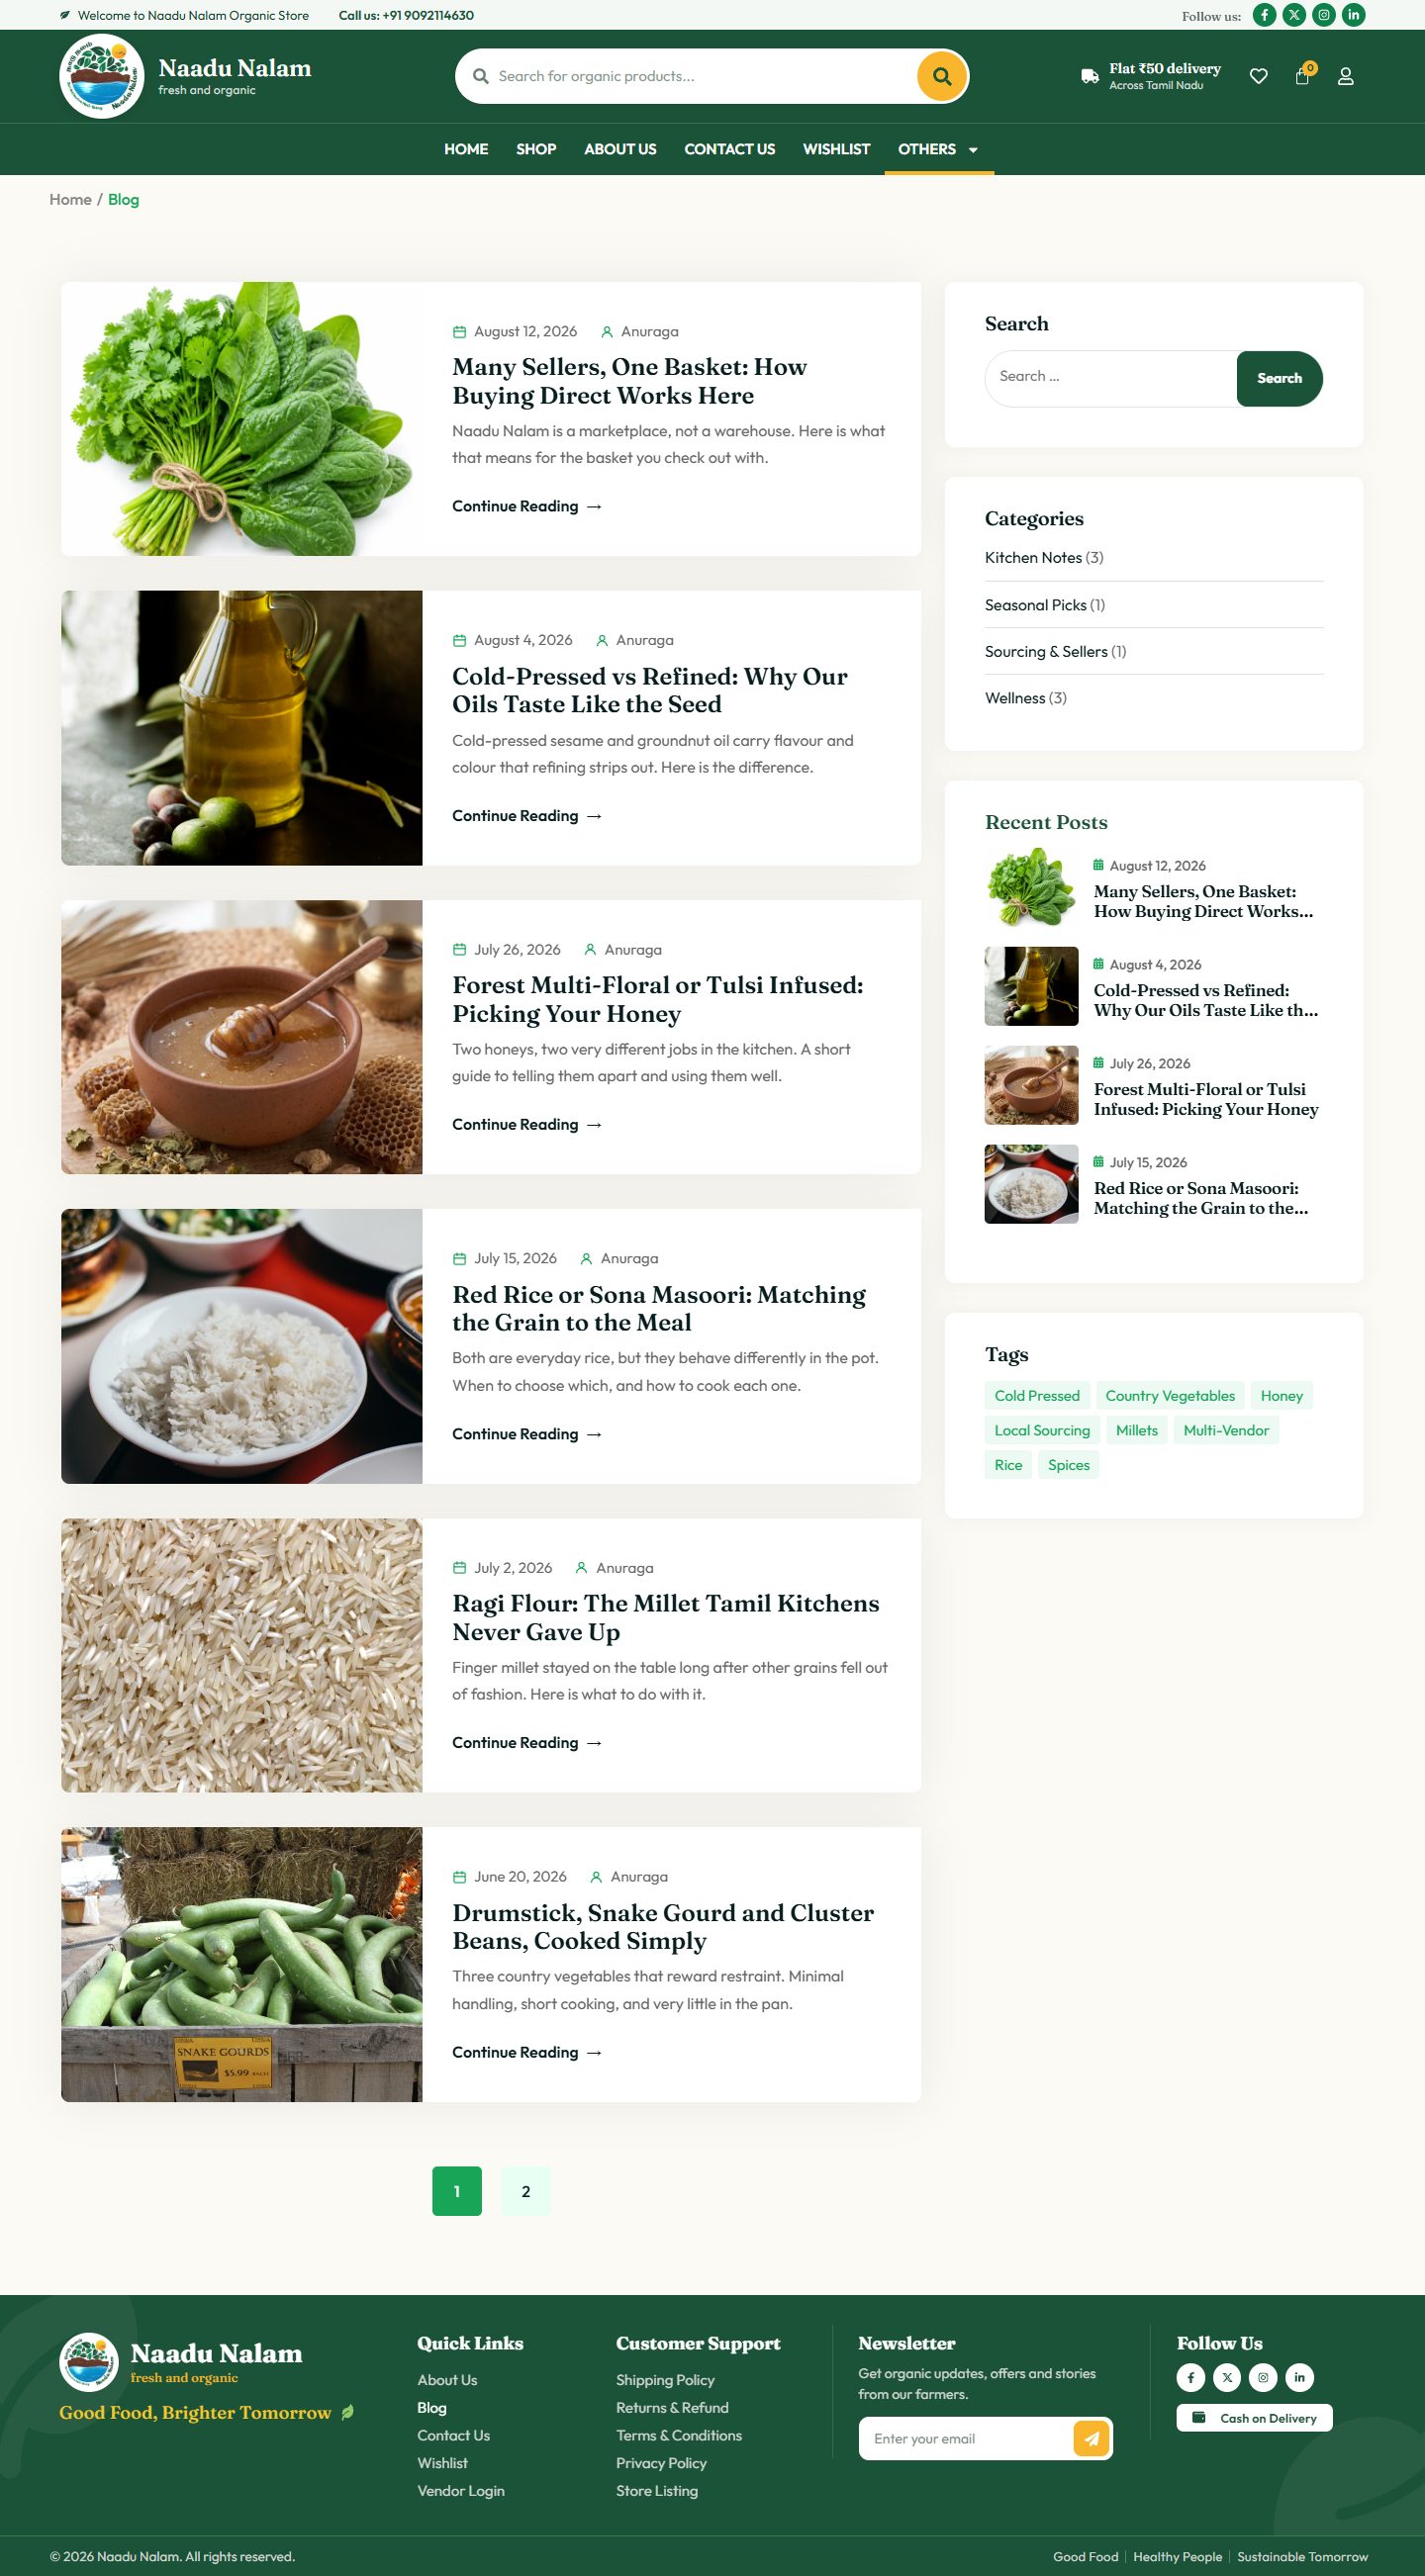 Welcome to Naadu Nalam Organic Store
Call us: +91 9092114630
Follow us:
Naadu Nalam
fresh and organic
Search for organic products...
Flat ₹50 delivery
Across Tamil Nadu
0
HOME
SHOP
ABOUT US
CONTACT US
WISHLIST
OTHERS
Home / Blog
August 12, 2026
Anuraga
Many Sellers, One Basket: How
Buying Direct Works Here
Naadu Nalam is a marketplace, not a warehouse. Here is what
that means for the basket you check out with.
Continue Reading →
August 4, 2026
Anuraga
Cold-Pressed vs Refined: Why Our
Oils Taste Like the Seed
Cold-pressed sesame and groundnut oil carry flavour and
colour that refining strips out. Here is the difference.
Continue Reading →
July 26, 2026
Anuraga
Forest Multi-Floral or Tulsi Infused:
Picking Your Honey
Two honeys, two very different jobs in the kitchen. A short
guide to telling them apart and using them well.
Continue Reading →
July 15, 2026
Anuraga
Red Rice or Sona Masoori: Matching
the Grain to the Meal
Both are everyday rice, but they behave differently in the pot.
When to choose which, and how to cook each one.
Continue Reading →
July 2, 2026
Anuraga
Ragi Flour: The Millet Tamil Kitchens
Never Gave Up
Finger millet stayed on the table long after other grains fell out
of fashion. Here is what to do with it.
Continue Reading →
June 20, 2026
Anuraga
Drumstick, Snake Gourd and Cluster
Beans, Cooked Simply
Three country vegetables that reward restraint. Minimal
handling, short cooking, and very little in the pan.
Continue Reading →
SNAKE GOURDS
$5.99
1
2
Search
Search ...
Search
Categories
Kitchen Notes (3)
Seasonal Picks (1)
Sourcing & Sellers (1)
Wellness (3)
Recent Posts
August 12, 2026
Many Sellers, One Basket:
How Buying Direct Works...
August 4, 2026
Cold-Pressed vs Refined:
Why Our Oils Taste Like th...
July 26, 2026
Forest Multi-Floral or Tulsi
Infused: Picking Your Honey
July 15, 2026
Red Rice or Sona Masoori:
Matching the Grain to the...
Tags
Cold Pressed
Country Vegetables
Honey
Local Sourcing
Millets
Multi-Vendor
Rice
Spices
Naadu Nalam
fresh and organic
Good Food, Brighter Tomorrow
Quick Links
About Us
Blog
Contact Us
Wishlist
Vendor Login
Customer Support
Shipping Policy
Returns & Refund
Terms & Conditions
Privacy Policy
Store Listing
Newsletter
Get organic updates, offers and stories
from our farmers.
Enter your email
Follow Us
Cash on Delivery
© 2026 Naadu Nalam. All rights reserved.
Good Food | Healthy People | Sustainable Tomorrow